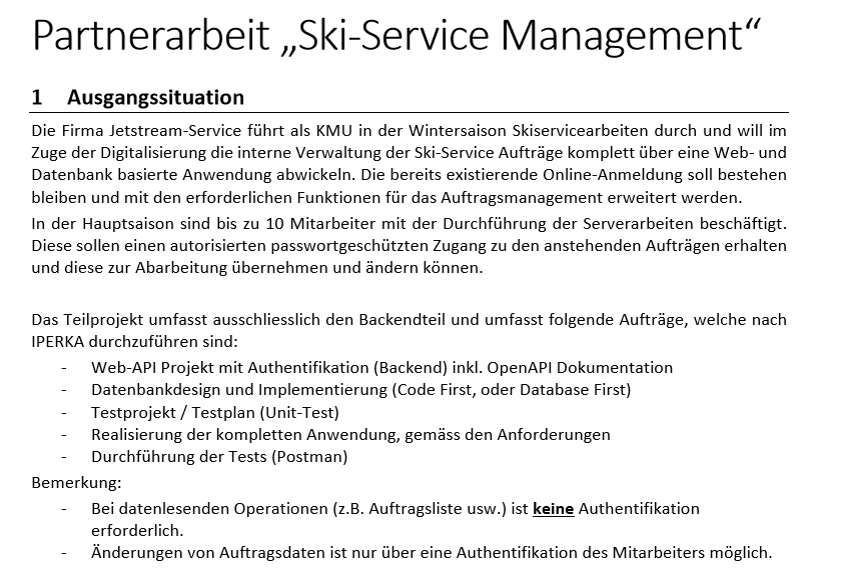 Partnerarbeit „Ski-Service Management“
1 Ausgangssituation
Die Firma Jetstream-Service führt als KMU in der Wintersaison Skiservicearbeiten durch und will im
Zuge der Digitalisierung die interne Verwaltung der Ski-Service Aufträge komplett über eine Web- und
Datenbank basierte Anwendung abwickeln. Die bereits existierende Online-Anmeldung soll bestehen
bleiben und mit den erforderlichen Funktionen für das Auftragsmanagement erweitert werden.
In der Hauptsaison sind bis zu 10 Mitarbeiter mit der Durchführung der Serverarbeiten beschäftigt.
Diese sollen einen autorisierten passwortgeschützten Zugang zu den anstehenden Aufträgen erhalten
und diese zur Abarbeitung übernehmen und ändern können.
Das Teilprojekt umfasst ausschliesslich den Backendteil und umfasst folgende Aufträge, welche nach
IPERKA durchzuführen sind:
- Web-API Projekt mit Authentifikation (Backend) inkl. OpenAPI Dokumentation
- Datenbankdesign und Implementierung (Code First, oder Database First)
- Testprojekt / Testplan (Unit-Test)
- Realisierung der kompletten Anwendung, gemäss den Anforderungen
- Durchführung der Tests (Postman)
Bemerkung:
- Bei datenlesenden Operationen (z.B. Auftragsliste usw.) ist keine Authentifikation
erforderlich.
- Änderungen von Auftragsdaten ist nur über eine Authentifikation des Mitarbeiters möglich.